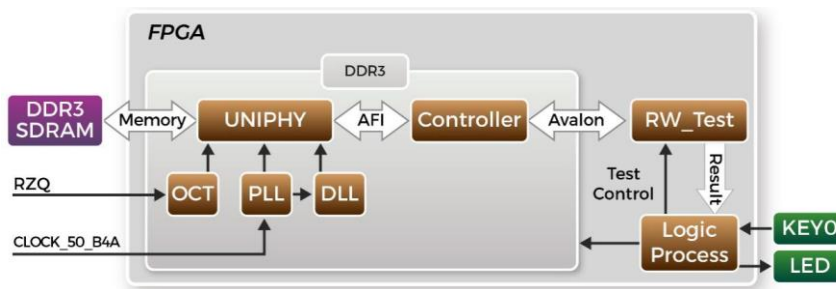 FPGA
DDR3
DDR3
SDRAM
Memory
UNIPHY
AFI
Controller
Avalon
RW_Test
RZQ
OCT
PLL
DLL
Test
Control
Result
CLOCK_50_B4A
Logic
Process
KEY0
LED